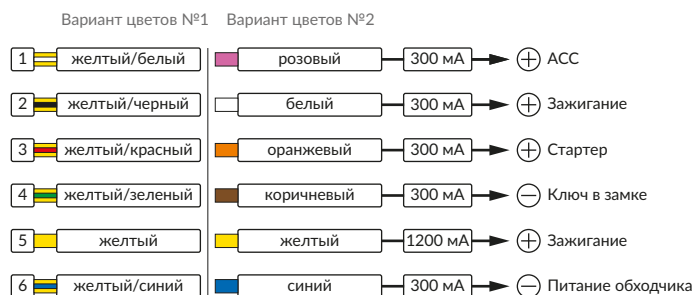 Вариант цветов №1 Вариант цветов №2
1 желтый/белый розовый 300 мА + АСС
2 желтый/черный белый 300 мА + Зажигание
3 желтый/красный оранжевый 300 мА + Стартер
4 желтый/зеленый коричневый 300 мА − Ключ в замке
5 желтый желтый 1200 мА + Зажигание
6 желтый/синий синий 300 мА − Питание обходчика